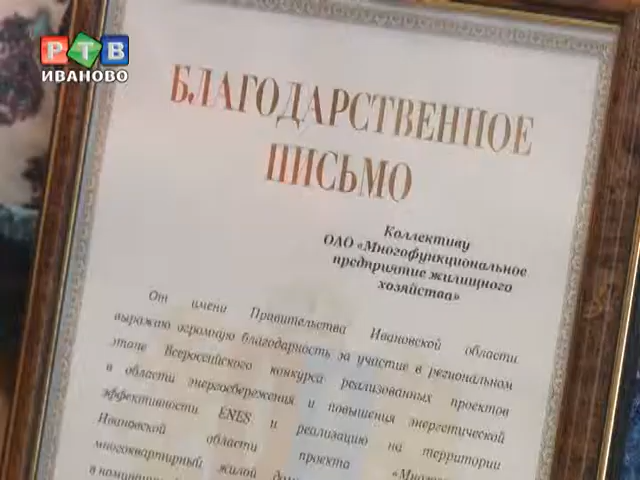 РТВ
ИВАНОВО
БЛАГОДАРСТВЕННОЕ
ПИСЬМО
Коллективу
ОАО «Многофункциональное
предприятие жилищного
хозяйства»
От имени Правительства Ивановской области
выражаю огромную благодарность за участие в региональном
этапе Всероссийского конкурса реализованных проектов
в области энергосбережения и повышения энергетической
эффективности ENES и реализацию на территории
Ивановской области проекта
многоквартирный жилой